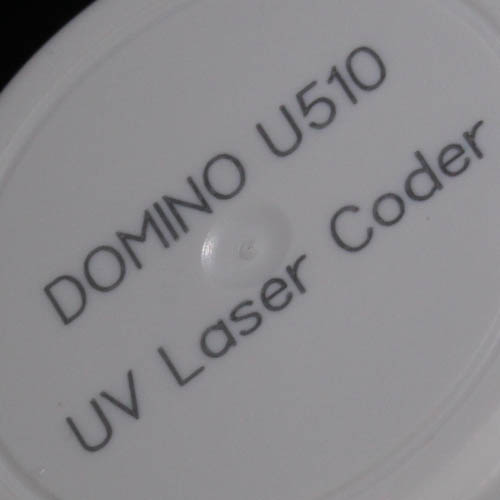 DOMINO U510
UV Laser Coder